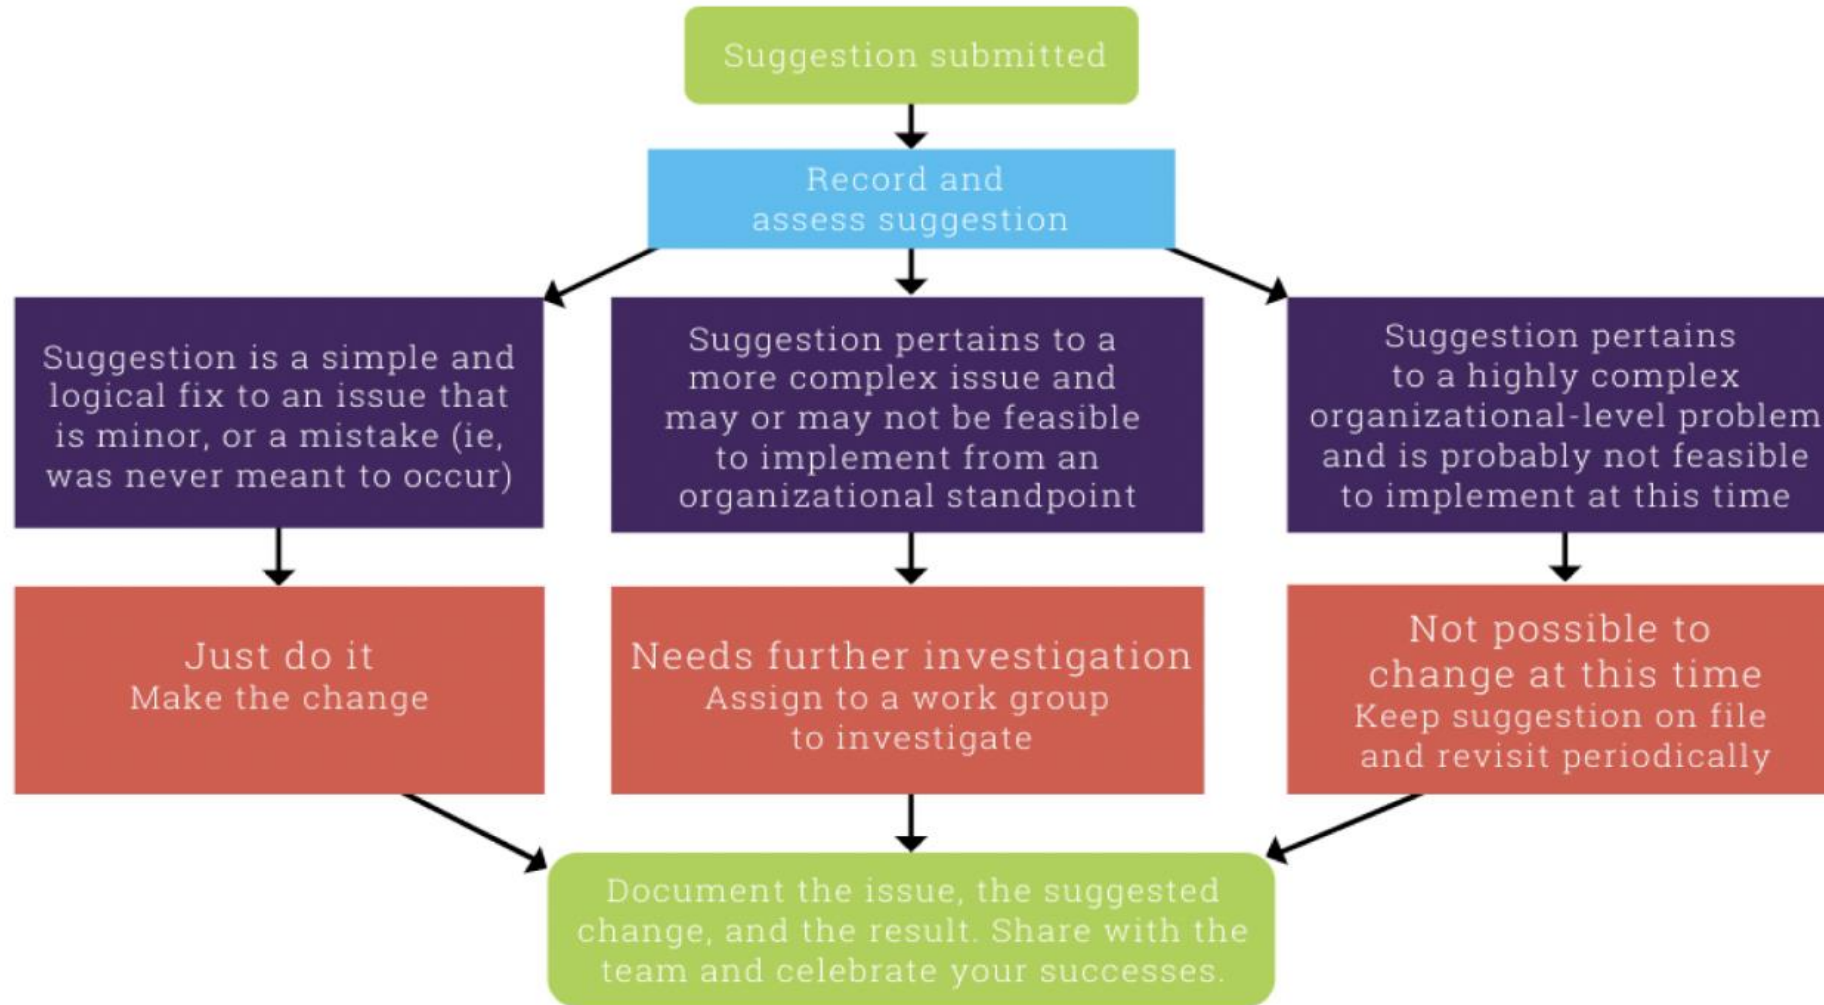 Suggestion submitted
Record and
assess suggestion
Suggestion is a simple and
logical fix to an issue that
is minor, or a mistake (ie,
was never meant to occur)
Suggestion pertains to a
more complex issue and
may or may not be feasible
to implement from an
organizational standpoint
Suggestion pertains
to a highly complex
organizational-level problem
and is probably not feasible
to implement at this time
Just do it
Make the change
Needs further investigation
Assign to a work group
to investigate
Not possible to
change at this time
Keep suggestion on file
and revisit periodically
Document the issue, the suggested
change, and the result. Share with the
team and celebrate your successes.